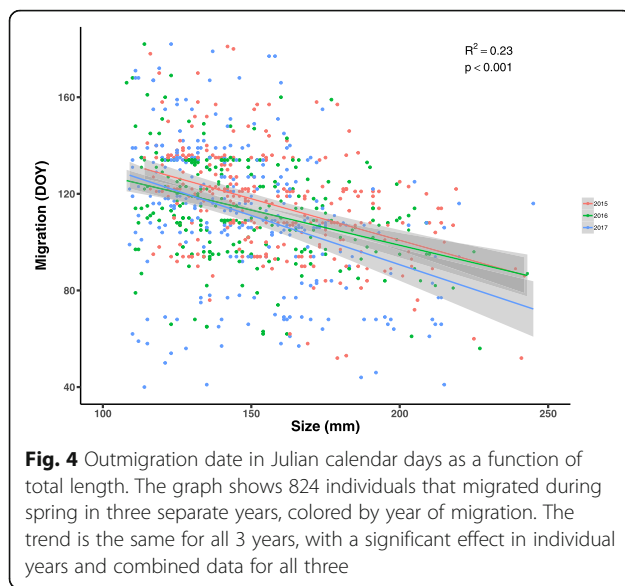 R² = 0.23
p < 0.001
160
120
80
40
Migration (DOY)
2015
2016
2017
100
150
200
250
Size (mm)
Fig. 4 Outmigration date in Julian calendar days as a function of
total length. The graph shows 824 individuals that migrated during
spring in three separate years, colored by year of migration. The
trend is the same for all 3 years, with a significant effect in individual
years and combined data for all three